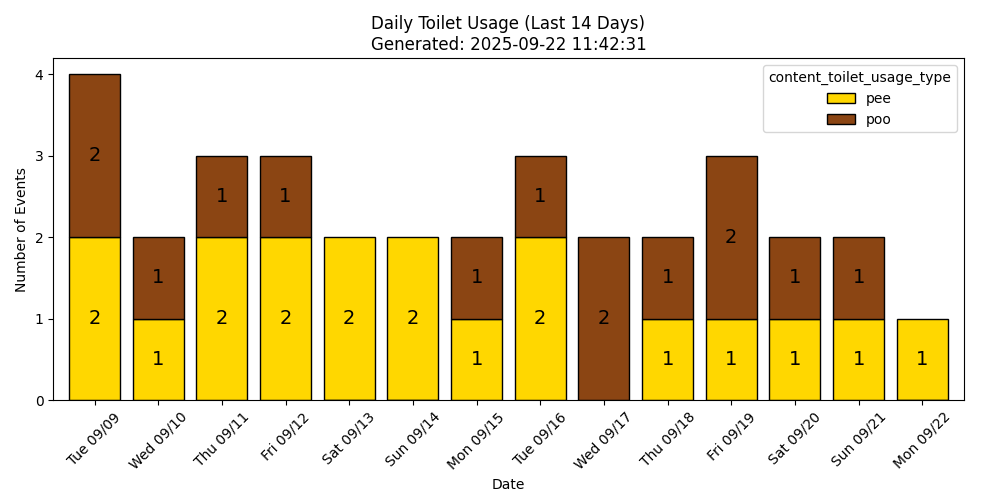 Daily Toilet Usage (Last 14 Days)
Generated: 2025-09-22 11:42:31
content_toilet_usage_type
pee
poo
Number of Events
4
3
2
1
0
2 1 1 1 1 1 2 2 1 1 1
2 1 2 2 2 2 1 2 1 1 1 1 1
Tue 09/09 Wed 09/10 Thu 09/11 Fri 09/12 Sat 09/13 Sun 09/14 Mon 09/15 Tue 09/16 Wed 09/17 Thu 09/18 Fri 09/19 Sat 09/20 Sun 09/21 Mon 09/22
Date